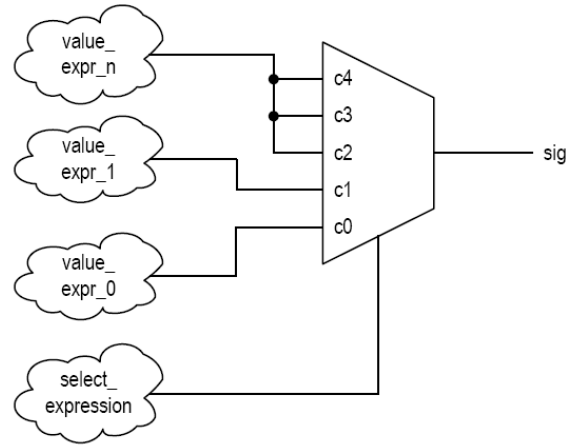 value_
expr_n
c4
c3
c2
value_
expr_1
c1
c0
value_
expr_0
sig
select_
expression